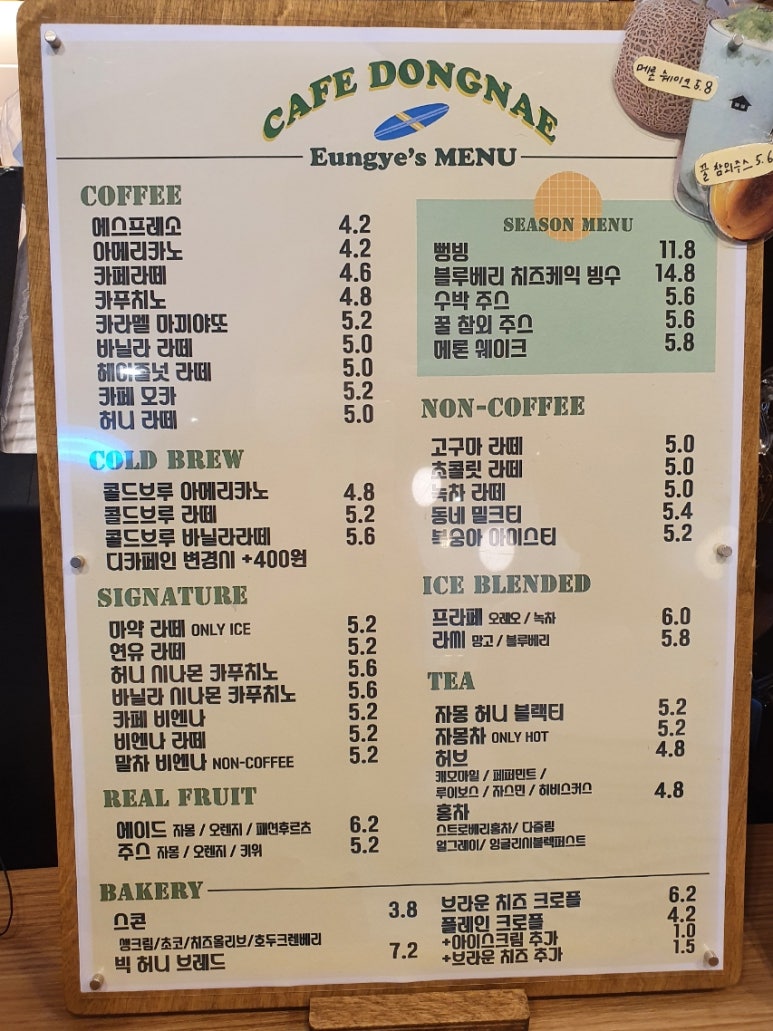 CAFE DONGNAE
Eungye's MENU
메론 쉐이크 5.8
꿀 참외주스 5.6
COFFEE
에스프레소 4.2
아메리카노 4.2
카페라떼 4.6
카푸치노 4.8
카라멜 마끼야또 5.2
바닐라 라떼 5.0
헤이즐넛 라떼 5.0
카페 모카 5.2
허니 라떼 5.0
COLD BREW
콜드브루 아메리카노 4.8
콜드브루 라떼 5.2
콜드브루 바닐라라떼 5.6
디카페인 변경시 +400원
SIGNATURE
마약 라떼 ONLY ICE 5.2
연유 라떼 5.2
허니 시나몬 카푸치노 5.6
바닐라 시나몬 카푸치노 5.6
카페 비엔나 5.2
비엔나 라떼 5.2
말차 비엔나 NON-COFFEE 5.2
REAL FRUIT
에이드 자몽 / 오렌지 / 패션후르츠 6.2
주스 자몽 / 오렌지 / 키위 5.2
SEASON MENU
뻥빙 11.8
블루베리 치즈케익 빙수 14.8
수박 주스 5.6
꿀 참외 주스 5.6
메론 쉐이크 5.8
NON-COFFEE
고구마 라떼 5.0
초콜릿 라떼 5.0
녹차 라떼 5.0
동네 밀크티 5.4
복숭아 아이스티 5.2
ICE BLENDED
프라페 오레오 / 녹차 6.0
라씨 망고 / 블루베리 5.8
TEA
자몽 허니 블랙티 5.2
자몽차 ONLY HOT 5.2
허브 4.8
캐모마일 / 페퍼민트 /
루이보스 / 자스민 / 히비스커스
홍차 4.8
스트로베리홍차/ 다즐링
얼그레이/ 잉글리시블랙퍼스트
BAKERY
스콘 3.8
생크림/초코/치즈올리브/호두크렌베리
빅 허니 브레드 7.2
브라운 치즈 크로플 6.2
플레인 크로플 4.2
+아이스크림 추가 1.0
+브라운 치즈 추가 1.5